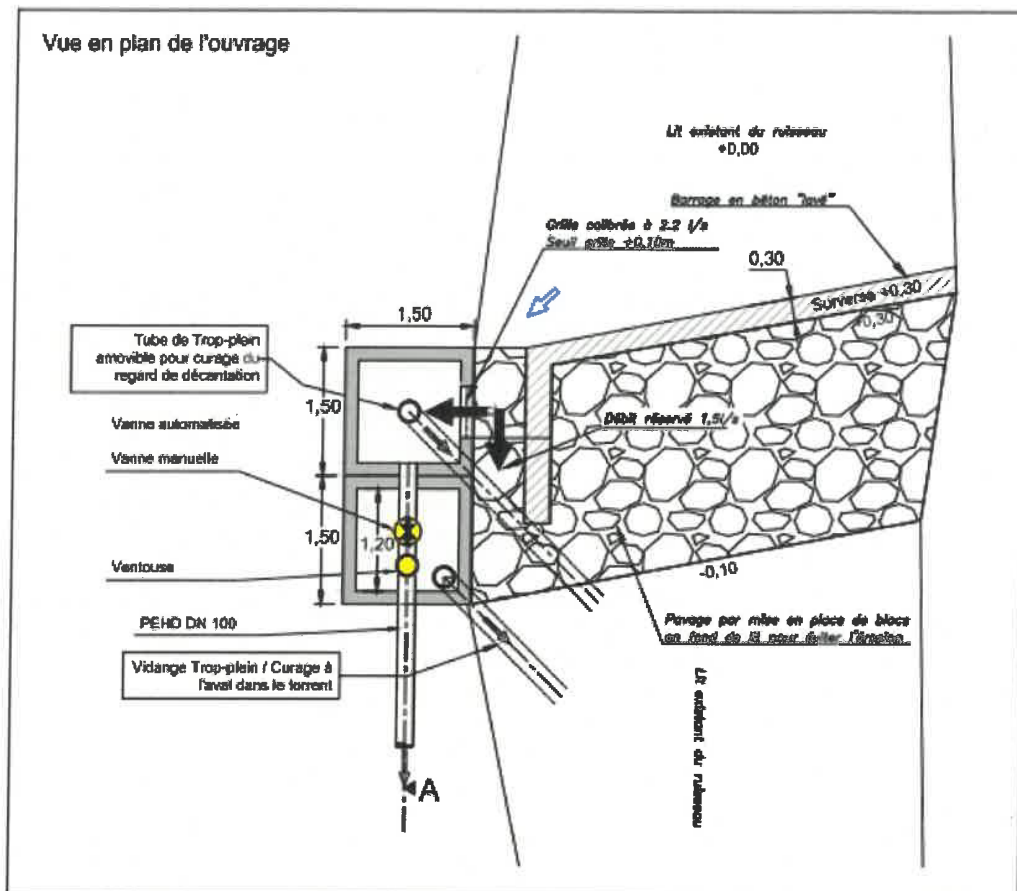 Vue en plan de l'ouvrage
Lit existant du ruisseau
+0,00
Barrage en béton "lavé"
Grille calibrée à 2.2 l/s
Seuil grille +0.10m
0,30
Surverse +0,30
+0,30
1,50
Tube de Trop-plein
amovible pour curage du
regard de décantation
1,50
Vanne automatisée
Débit réservé 1,5l/s
Vanne manuelle
1,50
1,20
Ventouse
-0,10
PEHD DN 100
Pavage par mise en place de blocs
en fond de lit pour éviter l'érosion
Vidange Trop-plein / Curage à
l'aval dans le torrent
Lit existant du ruisseau
A